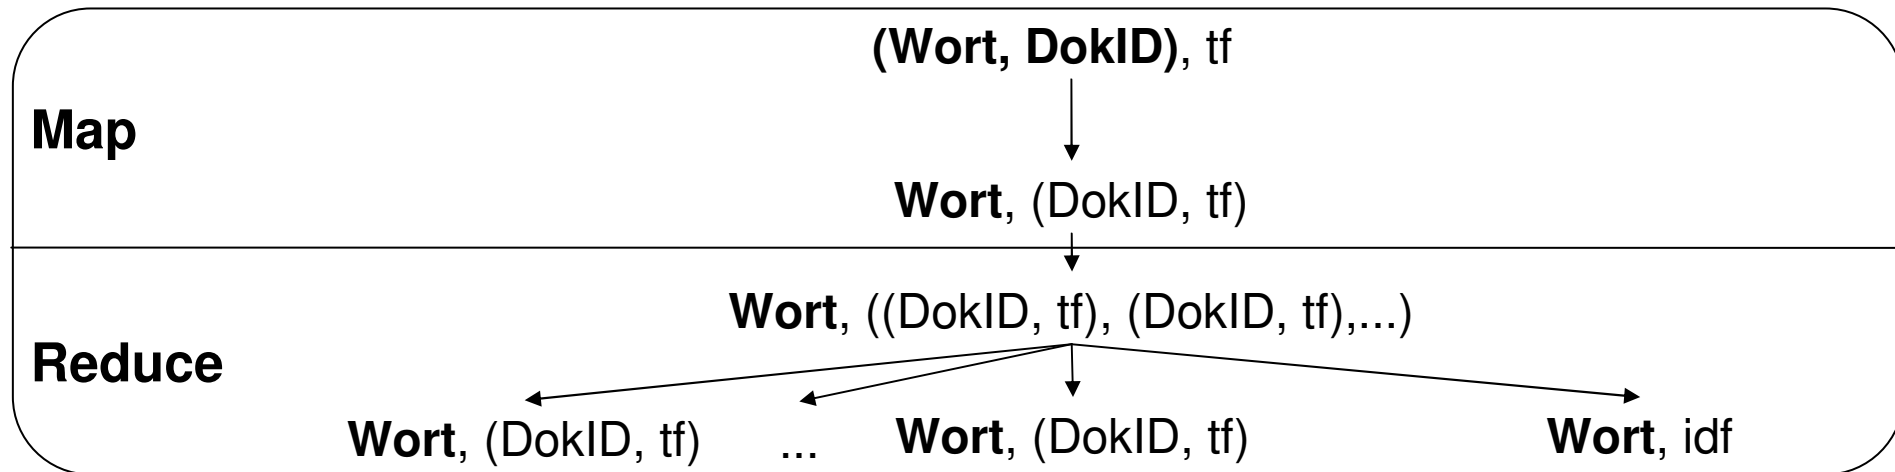 (Wort, DokID), tf
Map
Wort, (DokID, tf)
Wort, ((DokID, tf), (DokID, tf),...)
Reduce
Wort, (DokID, tf) ... Wort, (DokID, tf) Wort, idf